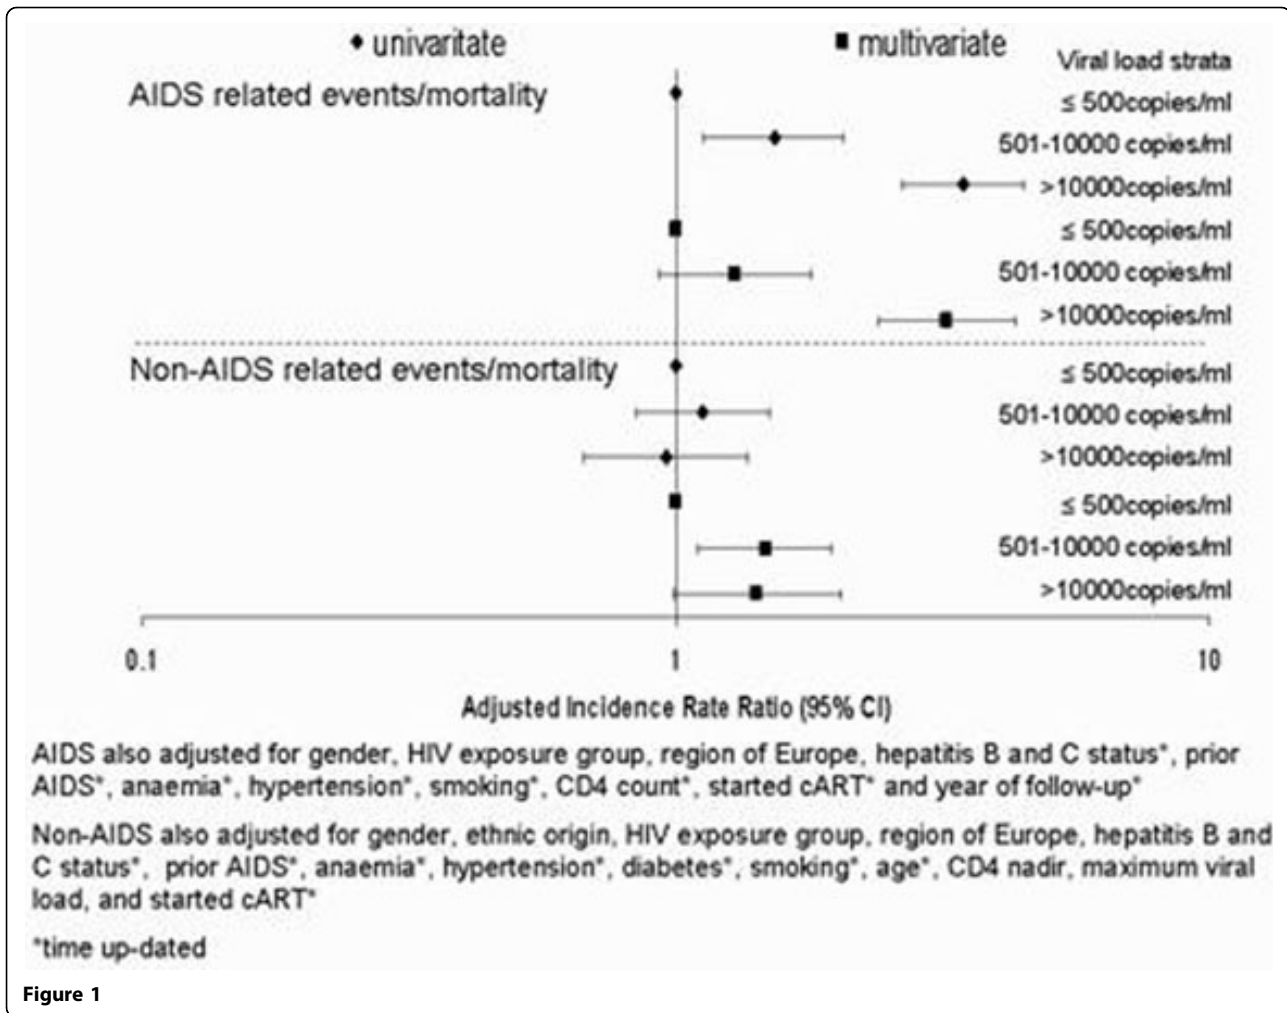 univaritate multivariate
Viral load strata
AIDS related events/mortality
≤ 500copies/ml
501-10000 copies/ml
>10000copies/ml
≤ 500copies/ml
501-10000 copies/ml
>10000copies/ml
Non-AIDS related events/mortality
≤ 500copies/ml
501-10000 copies/ml
>10000copies/ml
≤ 500copies/ml
501-10000 copies/ml
>10000copies/ml
0.1 1 10
Adjusted Incidence Rate Ratio (95% CI)
AIDS also adjusted for gender, HIV exposure group, region of Europe, hepatitis B and C status*, prior
AIDS*, anaemia*, hypertension*, smoking*, CD4 count*, started cART* and year of follow-up*
Non-AIDS also adjusted for gender, ethnic origin, HIV exposure group, region of Europe, hepatitis B and
C status*, prior AIDS*, anaemia*, hypertension*, diabetes*, smoking*, age*, CD4 nadir, maximum viral
load, and started cART*
*time up-dated
Figure 1